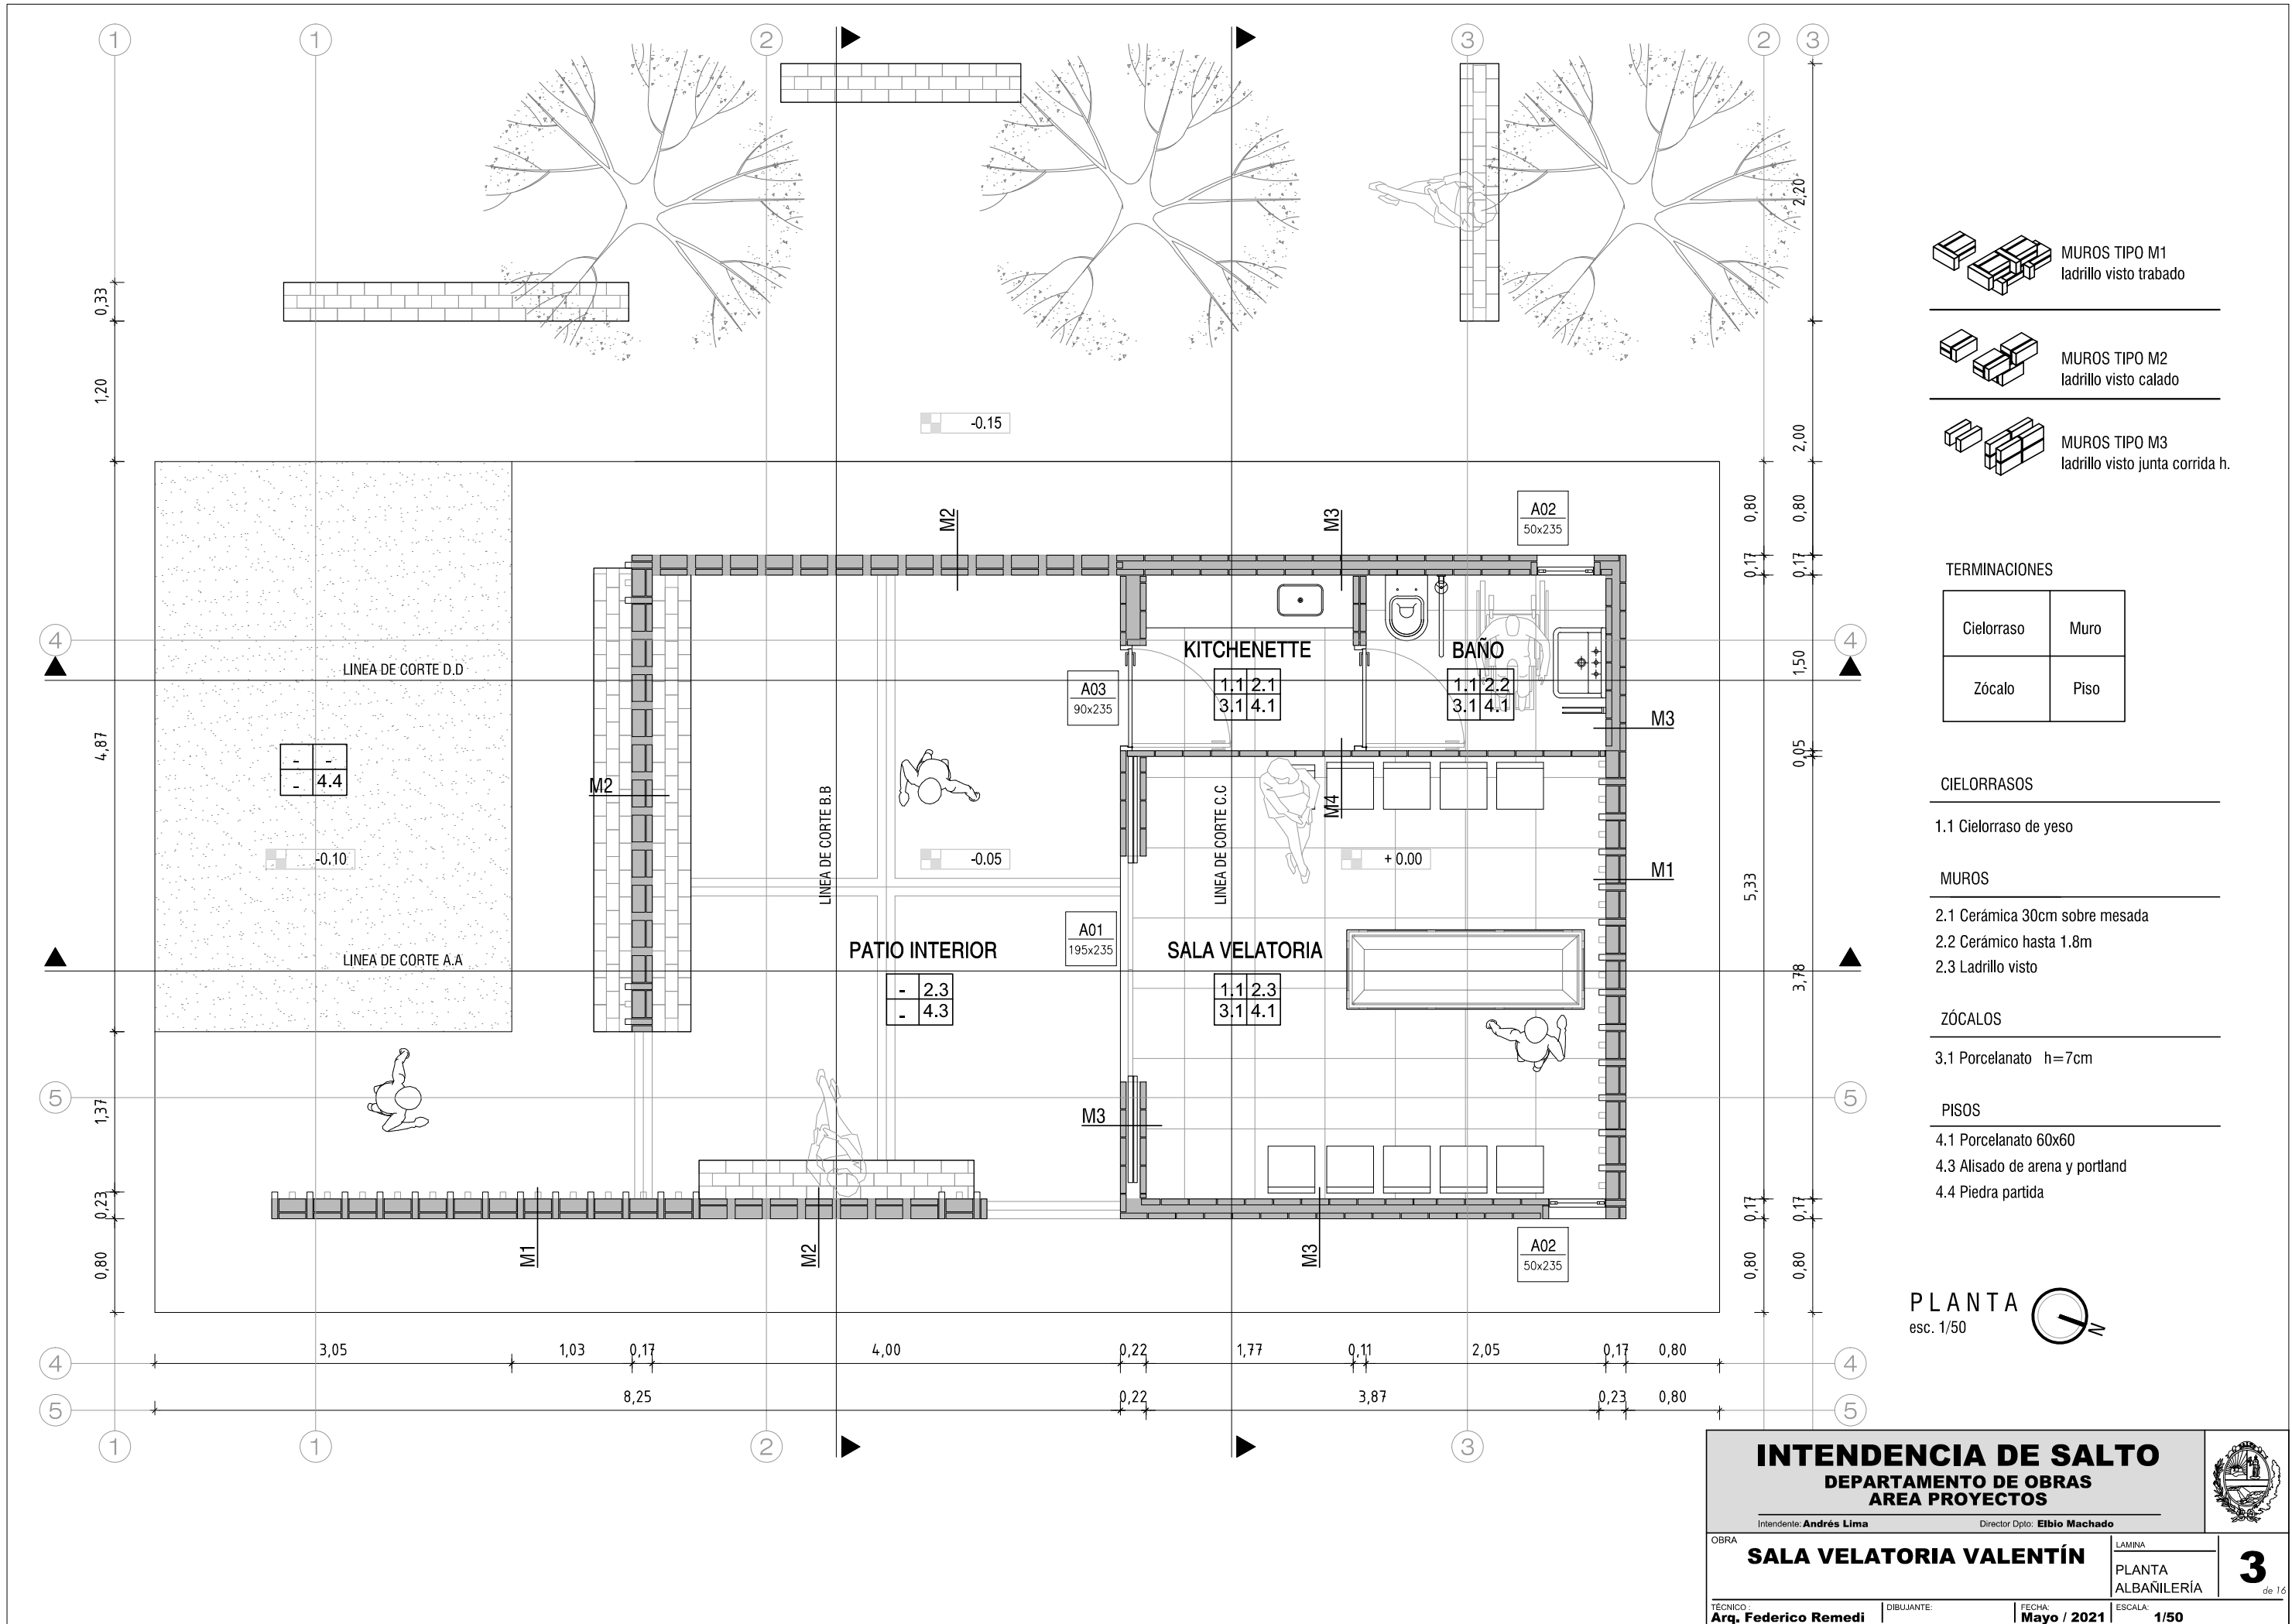 1
1
2
3
2
3
2,20
0,33
1,20
2,00
-0.15
MUROS TIPO M1
ladrillo visto trabado
MUROS TIPO M2
ladrillo visto calado
MUROS TIPO M3
ladrillo visto junta corrida h.
M2
M3
A02
50x235
0,80
0,80
0,17
0,17
TERMINACIONES
Cielorraso
Muro
Zócalo
Piso
4
4
LINEA DE CORTE D.D
KITCHENETTE
1.1 2.1
3.1 4.1
BAÑO
1.1 2.2
3.1 4.1
A03
90x235
1,50
M3
4,87
0,05
- -
- 4.4
M2
M4
LINEA DE CORTE B.B
LINEA DE CORTE C.C
-0.10
-0.05
+ 0.00
M1
5,33
CIELORRASOS
1.1 Cielorraso de yeso
MUROS
2.1 Cerámica 30cm sobre mesada
2.2 Cerámico hasta 1.8m
2.3 Ladrillo visto
A01
195x235
PATIO INTERIOR
- 2.3
- 4.3
SALA VELATORIA
1.1 2.3
3.1 4.1
LINEA DE CORTE A.A
3,78
ZÓCALOS
3.1 Porcelanato h=7cm
5
5
1,37
M3
PISOS
4.1 Porcelanato 60x60
4.3 Alisado de arena y portland
4.4 Piedra partida
0,23
0,17
0,17
0,80
M1
M2
M3
A02
50x235
0,80
0,80
PLANTA
esc. 1/50
N
4
3,05
1,03
0,17
4,00
0,22
1,77
0,11
2,05
0,17
0,80
4
5
8,25
0,22
3,87
0,23
0,80
5
1
1
2
3
INTENDENCIA DE SALTO
DEPARTAMENTO DE OBRAS
AREA PROYECTOS
Intendente: Andrés Lima
Director Dpto: Elbio Machado
OBRA
SALA VELATORIA VALENTÍN
LAMINA
PLANTA
ALBAÑILERÍA
3
de 16
TÉCNICO :
Arq. Federico Remedi
DIBUJANTE:
FECHA:
Mayo / 2021
ESCALA:
1/50